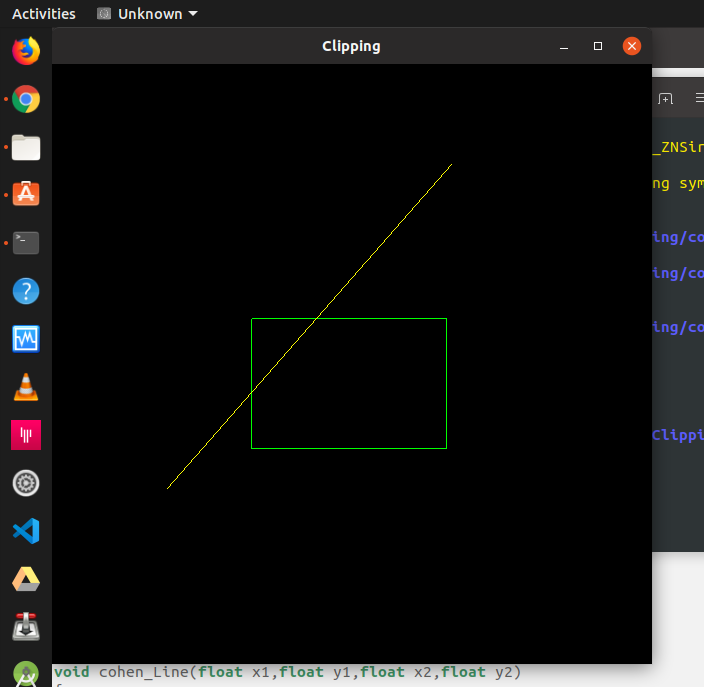 Activities
Unknown
Clipping
_ZNSir
ng sym
ing/co
ing/co
ing/co
Clippi
void cohen_Line(float x1,float y1,float x2,float y2)